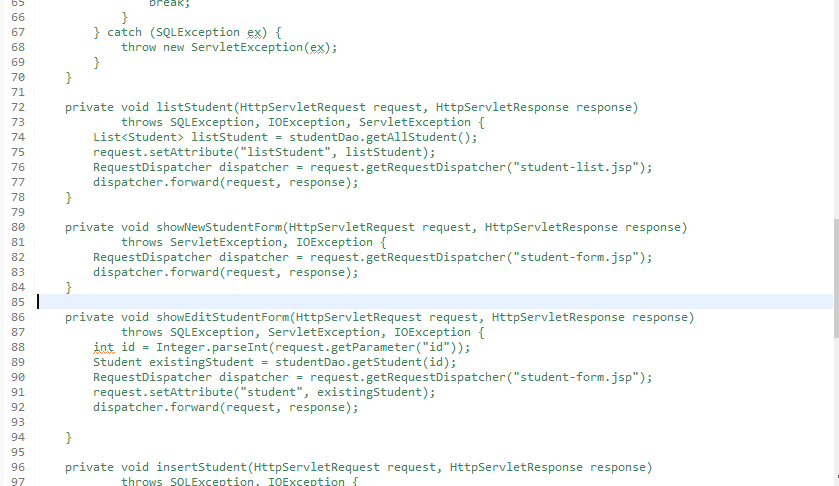 65 break;
66 }
67 } catch (SQLException ex) {
68 throw new ServletException(ex);
69 }
70 }
71
72 private void listStudent(HttpServletRequest request, HttpServletResponse response)
73 throws SQLException, IOException, ServletException {
74 List<Student> listStudent = studentDao.getAllStudent();
75 request.setAttribute("listStudent", listStudent);
76 RequestDispatcher dispatcher = request.getRequestDispatcher("student-list.jsp");
77 dispatcher.forward(request, response);
78 }
79
80 private void showNewStudentForm(HttpServletRequest request, HttpServletResponse response)
81 throws ServletException, IOException {
82 RequestDispatcher dispatcher = request.getRequestDispatcher("student-form.jsp");
83 dispatcher.forward(request, response);
84 }
85
86 private void showEditStudentForm(HttpServletRequest request, HttpServletResponse response)
87 throws SQLException, ServletException, IOException {
88 int id = Integer.parseInt(request.getParameter("id"));
89 Student existingStudent = studentDao.getStudent(id);
90 RequestDispatcher dispatcher = request.getRequestDispatcher("student-form.jsp");
91 request.setAttribute("student", existingStudent);
92 dispatcher.forward(request, response);
93
94 }
95
96 private void insertStudent(HttpServletRequest request, HttpServletResponse response)
97 throws SQLException, IOException {